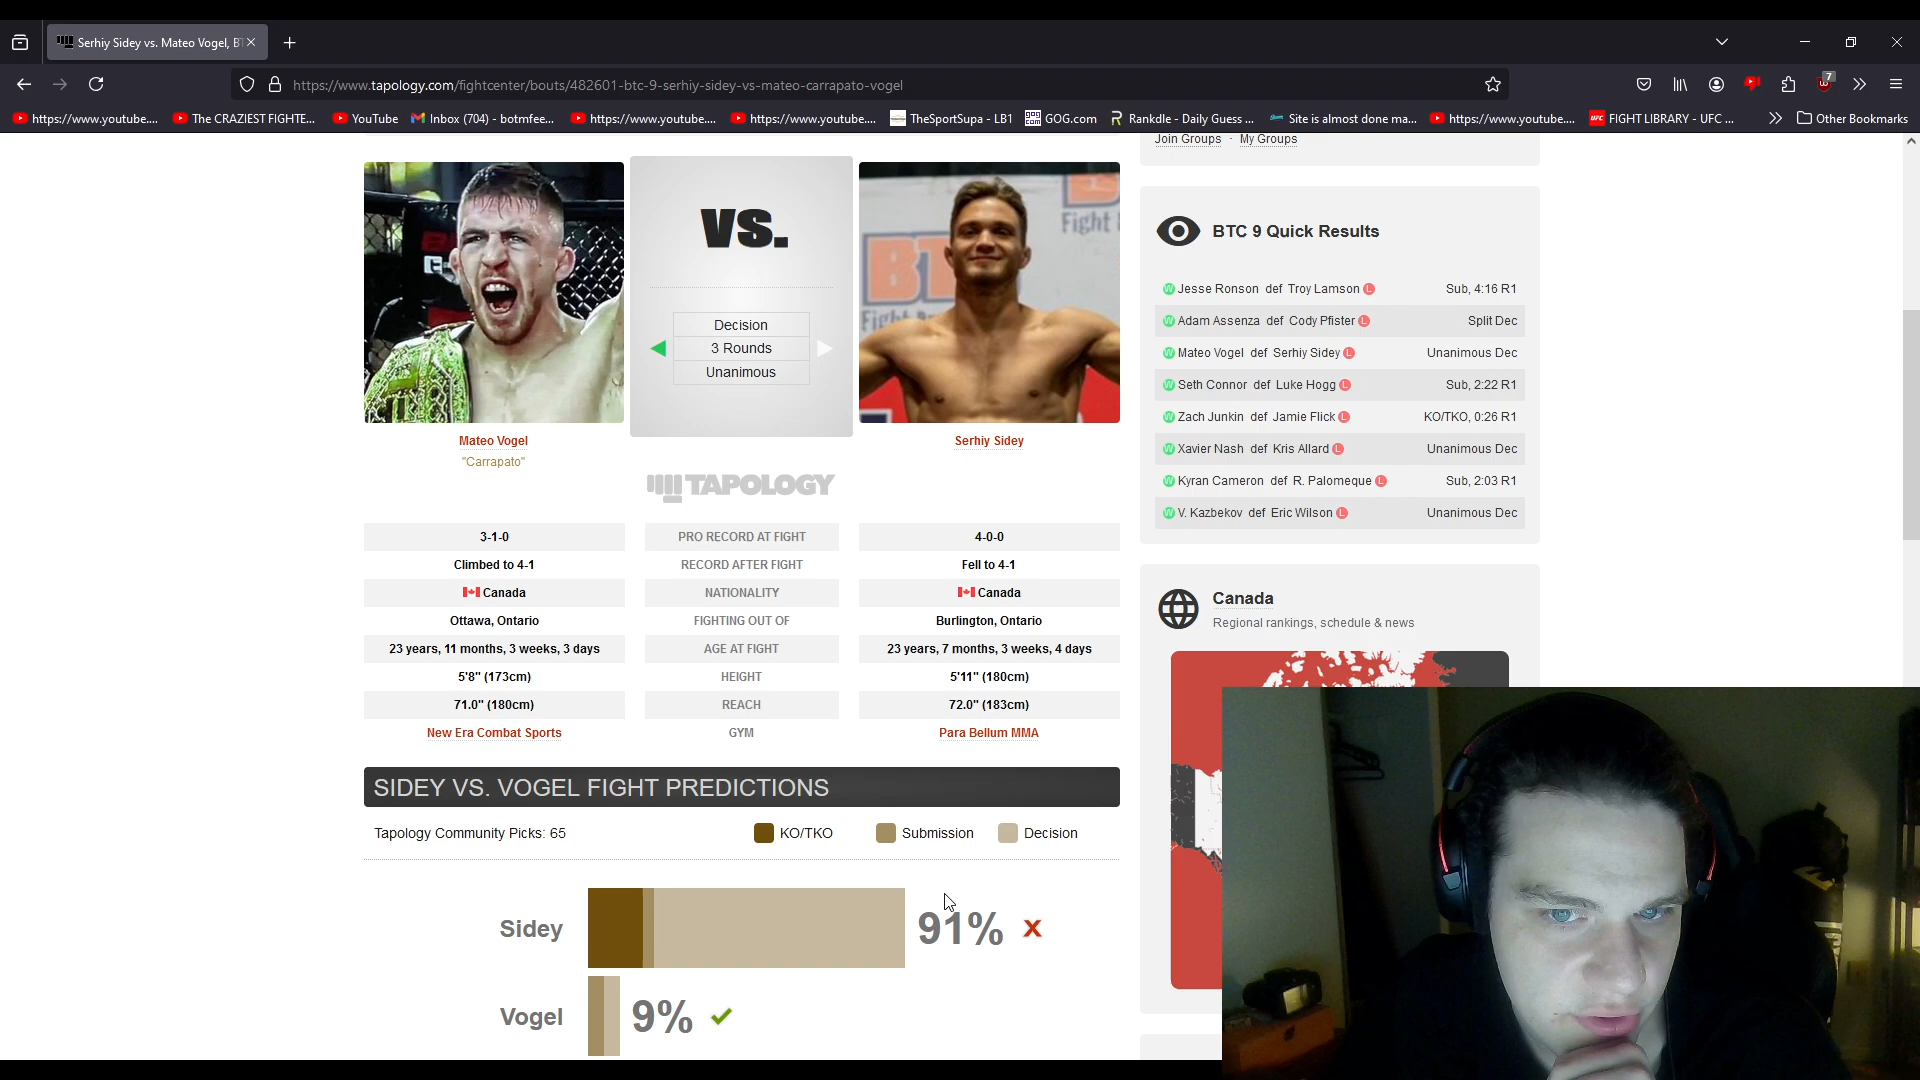 Serhiy Sidey vs. Mateo Vogel, BT
https://www.tapology.com/fightcenter/bouts/482601-btc-9-serhiy-sidey-vs-mateo-carrapato-vogel
7
https://www.youtube....
The CRAZIEST FIGHTE...
YouTube
Inbox (704) - botmfee...
https://www.youtube....
https://www.youtube....
TheSportSupa - LB1
GOG.com
Rankdle - Daily Guess ...
Site is almost done ma...
https://www.youtube....
UFC
FIGHT LIBRARY - UFC ...
Other Bookmarks
Join Groups · My Groups
VS.
Decision
3 Rounds
Unanimous
Fight
Mateo Vogel
"Carrapato"
Serhiy Sidey
TAPOLOGY
3-1-0 PRO RECORD AT FIGHT 4-0-0
Climbed to 4-1 RECORD AFTER FIGHT Fell to 4-1
Canada NATIONALITY Canada
Ottawa, Ontario FIGHTING OUT OF Burlington, Ontario
23 years, 11 months, 3 weeks, 3 days AGE AT FIGHT 23 years, 7 months, 3 weeks, 4 days
5'8" (173cm) HEIGHT 5'11" (180cm)
71.0" (180cm) REACH 72.0" (183cm)
New Era Combat Sports GYM Para Bellum MMA
SIDEY VS. VOGEL FIGHT PREDICTIONS
Tapology Community Picks: 65 KO/TKO Submission Decision
Sidey 91% X
Vogel 9%
BTC 9 Quick Results
W Jesse Ronson def Troy Lamson L Sub, 4:16 R1
W Adam Assenza def Cody Pfister L Split Dec
W Mateo Vogel def Serhiy Sidey L Unanimous Dec
W Seth Connor def Luke Hogg L Sub, 2:22 R1
W Zach Junkin def Jamie Flick L KO/TKO, 0:26 R1
W Xavier Nash def Kris Allard L Unanimous Dec
W Kyran Cameron def R. Palomeque L Sub, 2:03 R1
W V. Kazbekov def Eric Wilson L Unanimous Dec
Canada
Regional rankings, schedule & news